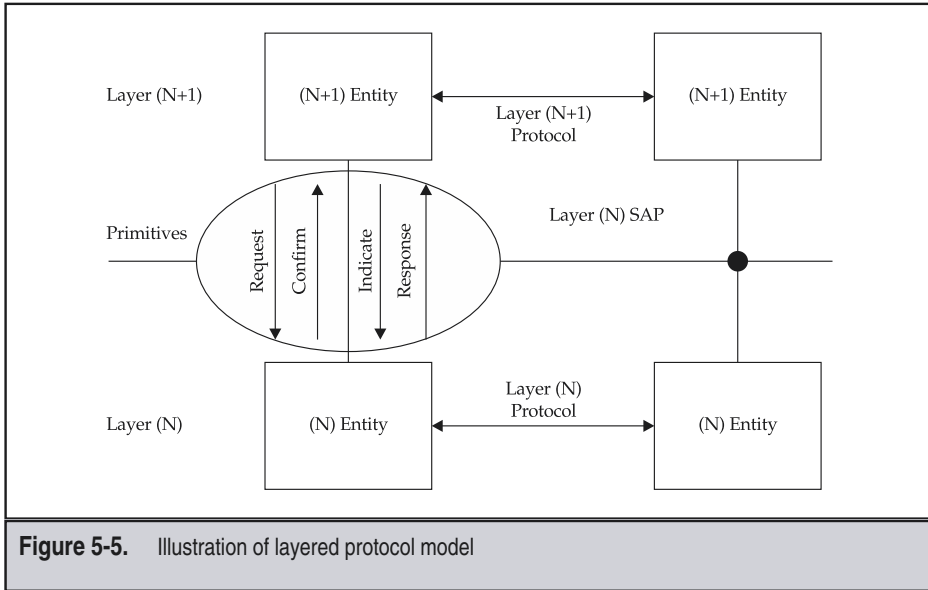 Layer (N+1)
(N+1) Entity
Layer (N+1)
Protocol
(N+1) Entity
Primitives
Request
Confirm
Indicate
Response
Layer (N) SAP
Layer (N)
(N) Entity
Layer (N)
Protocol
(N) Entity
Figure 5-5. Illustration of layered protocol model